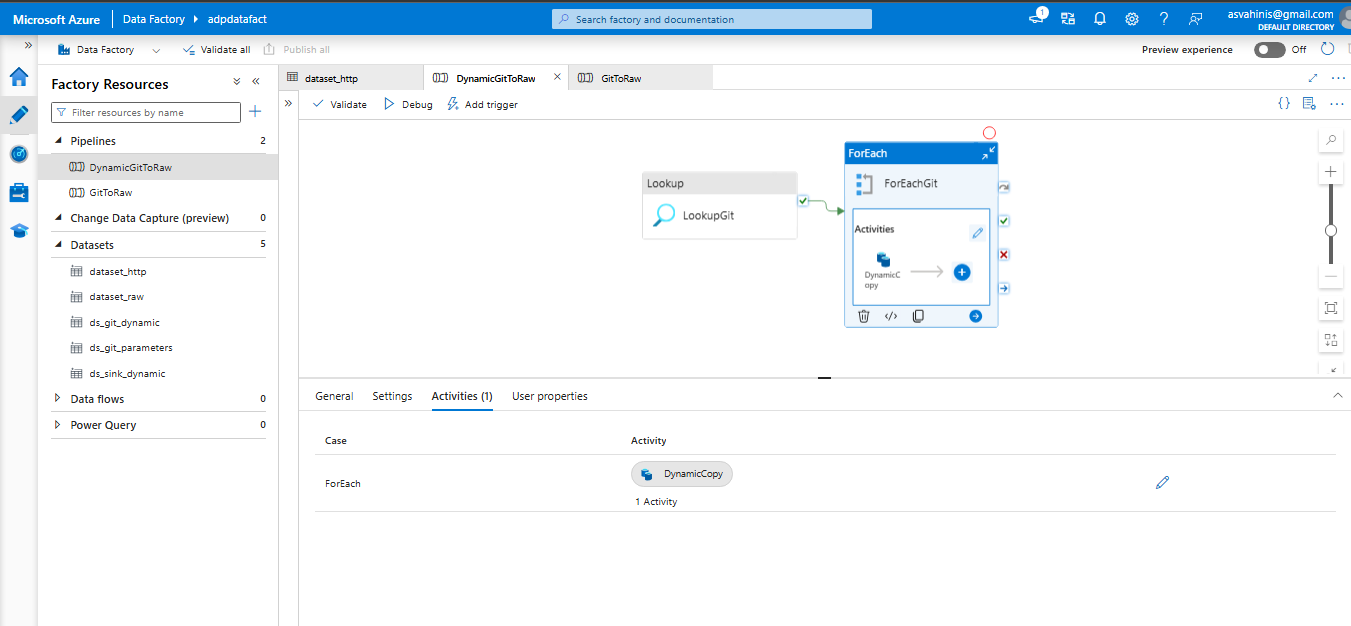 Microsoft Azure
Data Factory
adpdatafact
Search factory and documentation
1
asvahinis@gmail.com
DEFAULT DIRECTORY
Data Factory
Validate all
Publish all
Preview experience
Off
Factory Resources
Filter resources by name
Pipelines 2
DynamicGitToRaw
GitToRaw
Change Data Capture (preview) 0
Datasets 5
dataset_http
dataset_raw
ds_git_dynamic
ds_git_parameters
ds_sink_dynamic
Data flows 0
Power Query 0
dataset_http
DynamicGitToRaw
GitToRaw
Validate
Debug
Add trigger
Lookup
LookupGit
ForEach
ForEachGit
Activities
DynamicC
opy
General
Settings
Activities (1)
User properties
Case
Activity
ForEach
DynamicCopy
1 Activity